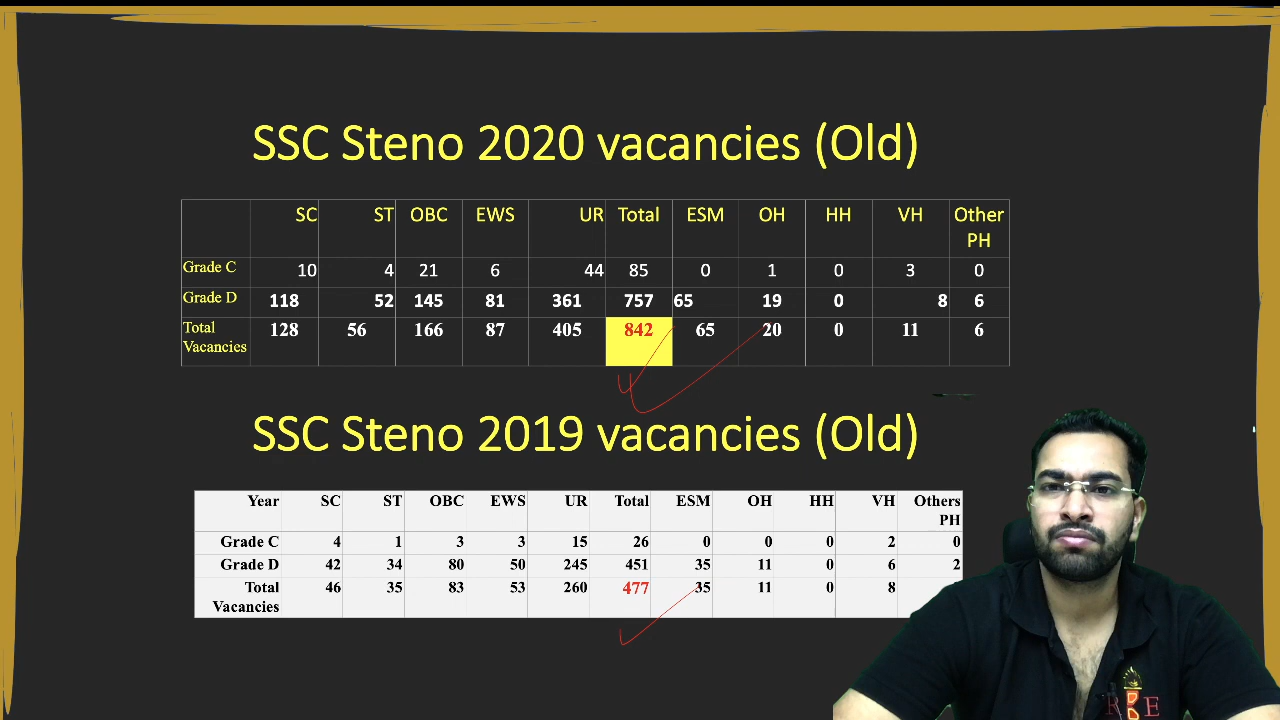 SSC Steno 2020 vacancies (Old)
SC ST OBC EWS UR Total ESM OH HH VH Other PH
Grade C 10 4 21 6 44 85 0 1 0 3 0
Grade D 118 52 145 81 361 757 65 19 0 8 6
Total Vacancies 128 56 166 87 405 842 65 20 0 11 6
SSC Steno 2019 vacancies (Old)
Year SC ST OBC EWS UR Total ESM OH HH VH Others PH
Grade C 4 1 3 3 15 26 0 0 0 2 0
Grade D 42 34 80 50 245 451 35 11 0 6 2
Total Vacancies 46 35 83 53 260 477 35 11 0 8